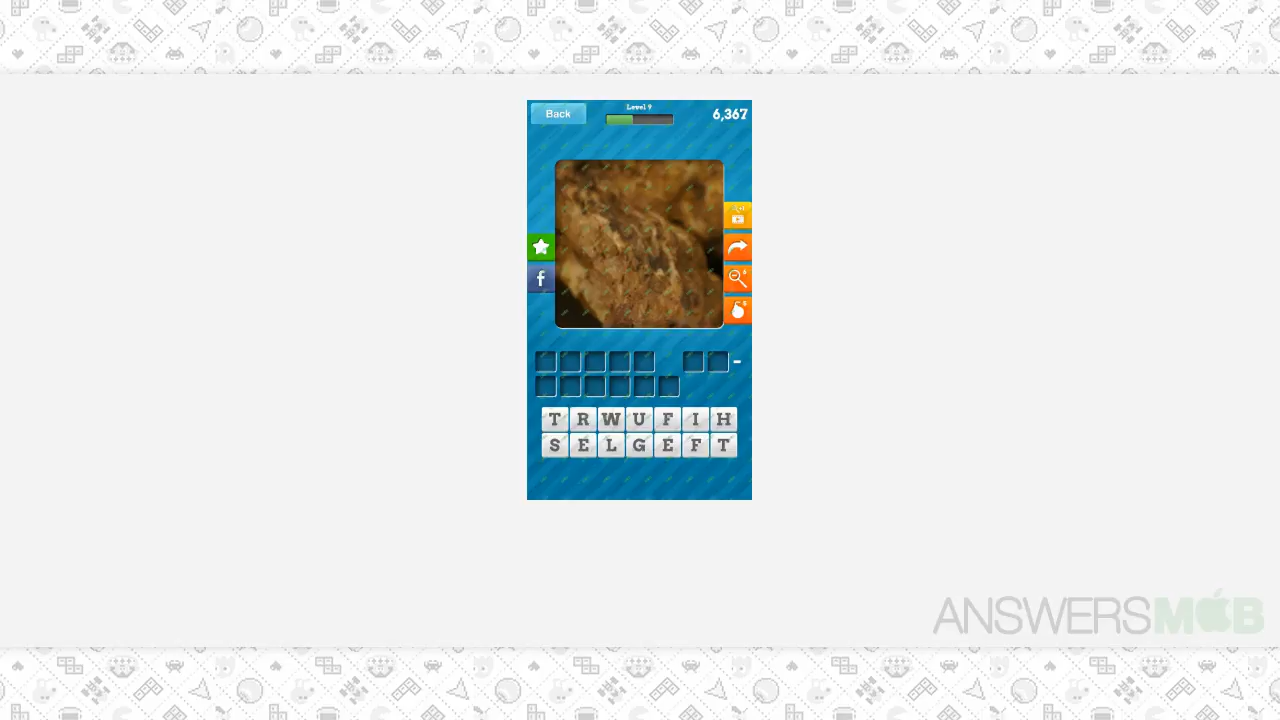 Back
Level 9
6,367
f
-
T R W U F I H
S E L G E F T
ANSWERSMOB